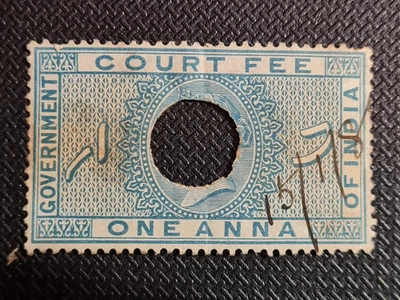 COURT FEE
GOVERNMENT
OF INDIA
ONE ANNA